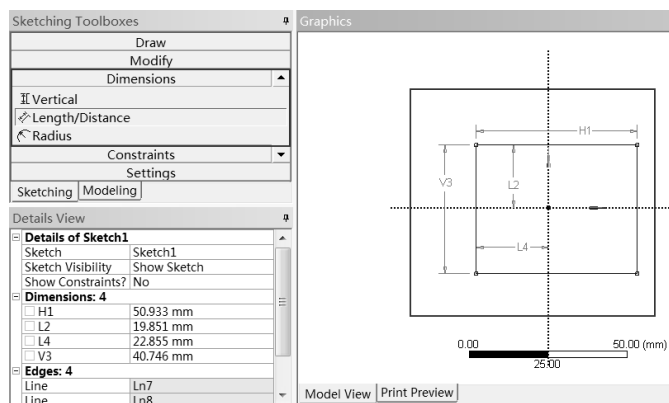 Sketching Toolboxes
Draw
Modify
Dimensions
Vertical
Length/Distance
Radius
Constraints
Settings
Sketching Modeling
Details View
Details of Sketch1
Sketch Sketch1
Sketch Visibility Show Sketch
Show Constraints? No
Dimensions: 4
H1 50.933 mm
L2 19.851 mm
L4 22.855 mm
V3 40.746 mm
Edges: 4
Line Ln7
Line Ln8
Graphics
H1
V3
L2
L4
0.00 50.00 (mm)
25.00
Model View Print Preview